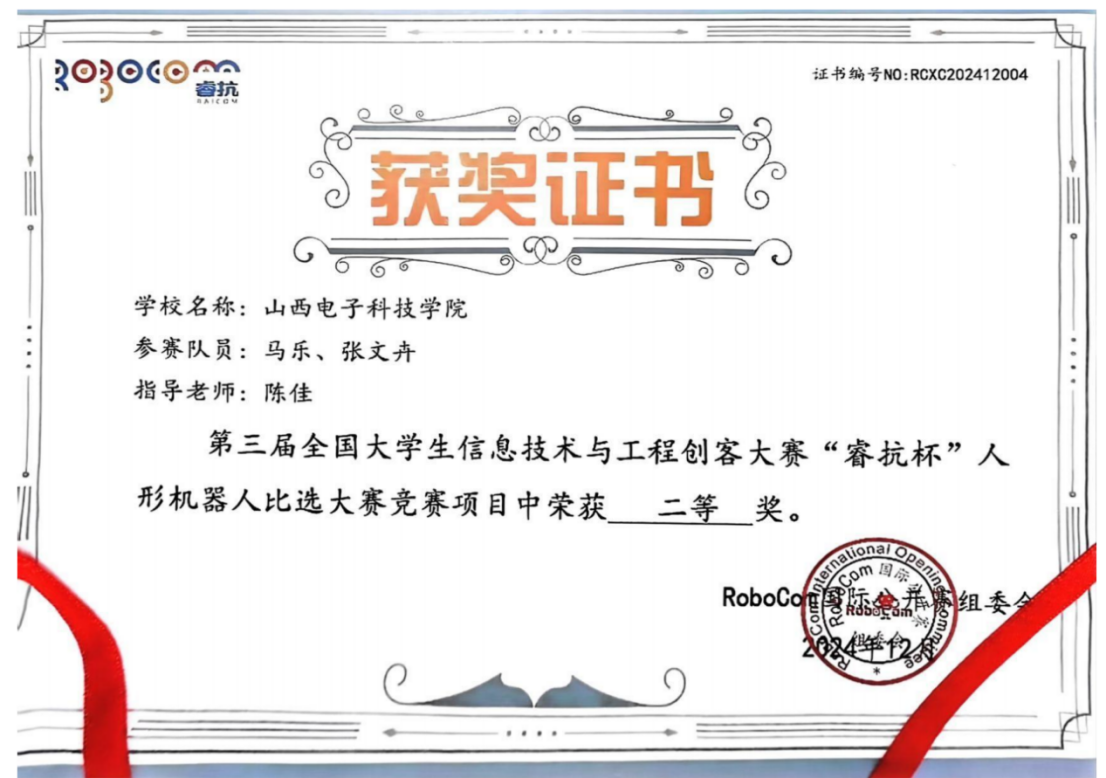 ROBOCOM 睿抗
RAICOM
证书编号NO:RCXC202412004
获奖证书
学校名称：山西电子科技学院
参赛队员：马乐、张文卉
指导老师：陈佳
第三届全国大学生信息技术与工程创客大赛“睿抗杯”人
形机器人比选大赛竞赛项目中荣获 二等 奖。
RoboCom国际公开赛组委会
2024年12月
RoboCom International Opening Committee
RoboCom 国际公开赛
RoboCom
组委会